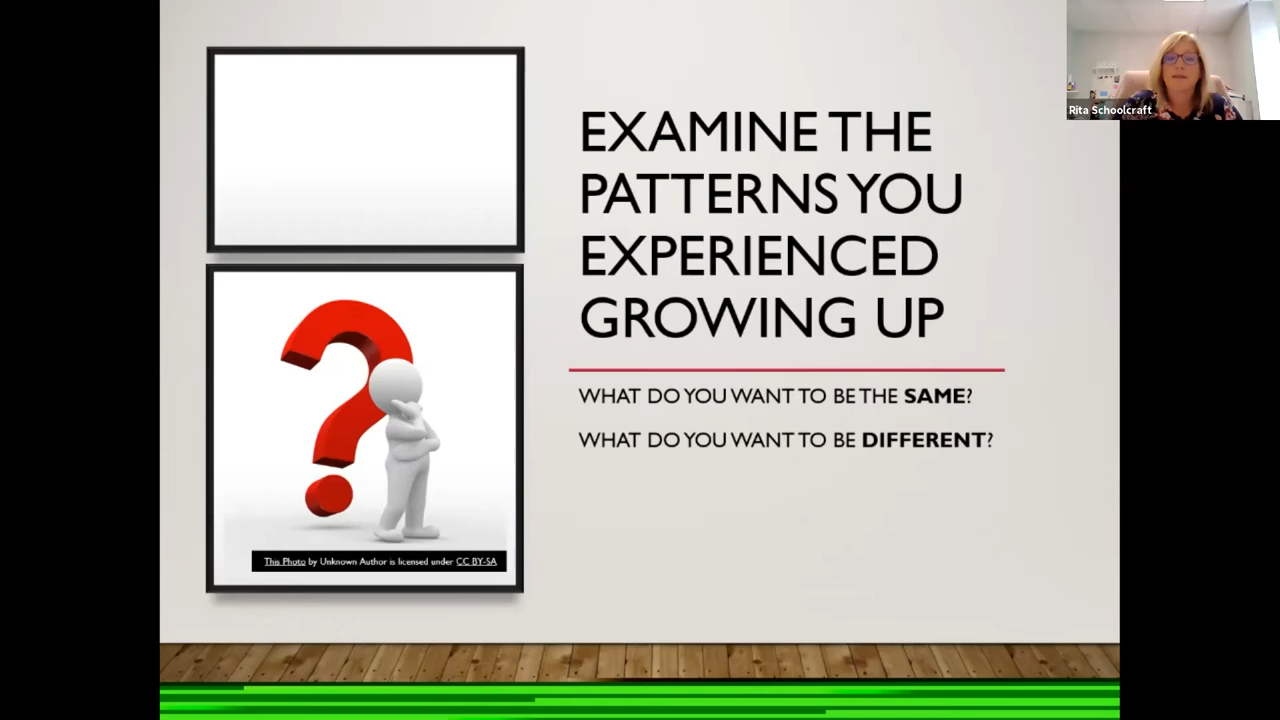 Rita Schoolcraft
EXAMINE THE
PATTERNS YOU
EXPERIENCED
GROWING UP
WHAT DO YOU WANT TO BE THE SAME?
WHAT DO YOU WANT TO BE DIFFERENT?
This Photo by Unknown Author is licensed under CC BY-SA